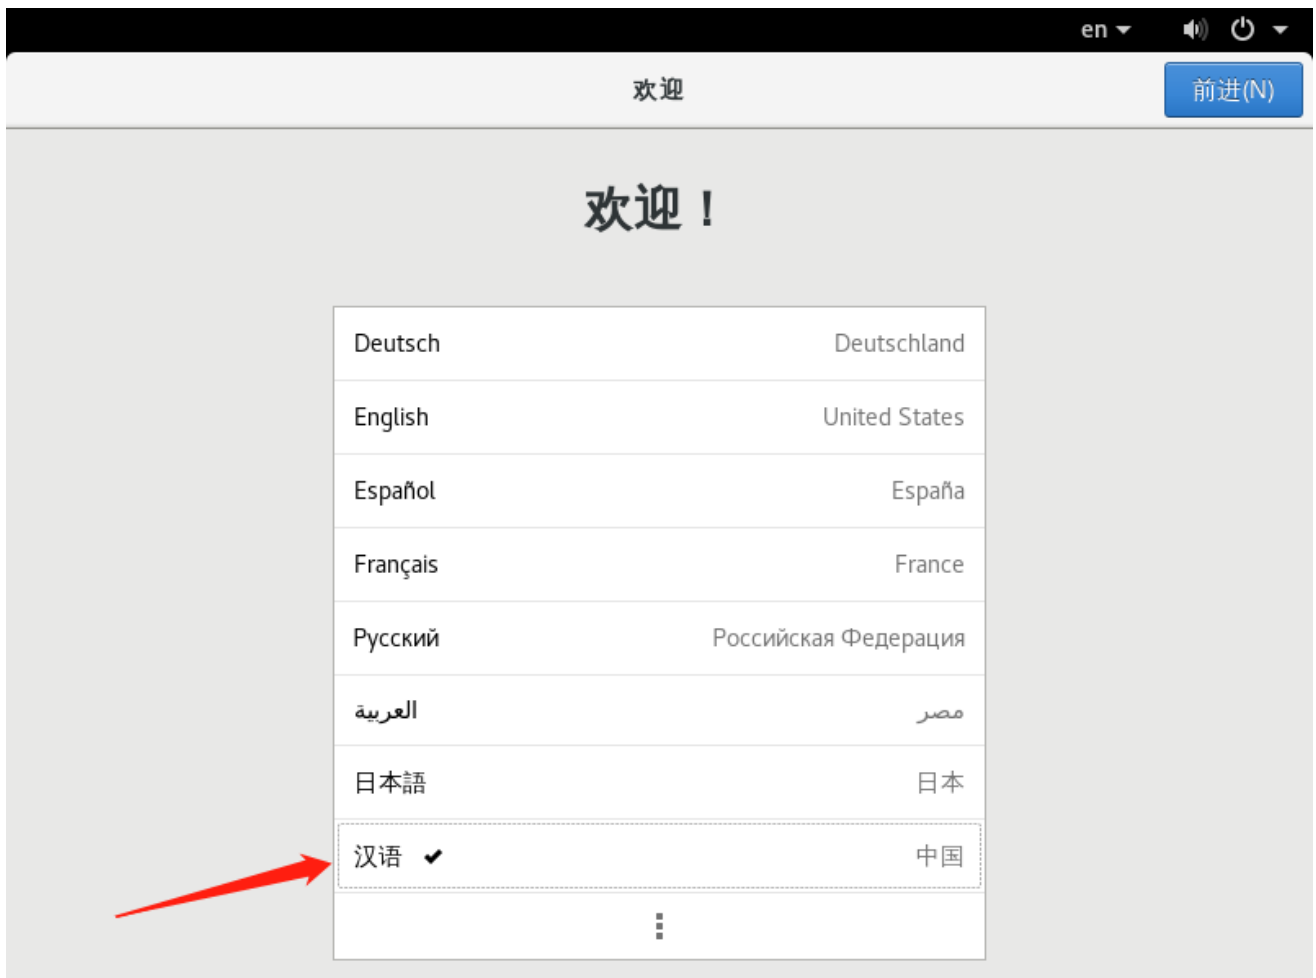 en
欢迎 前进(N)
欢迎！
Deutsch Deutschland
English United States
Español España
Français France
Русский Российская Федерация
العربية مصر
日本語 日本
汉语 中国